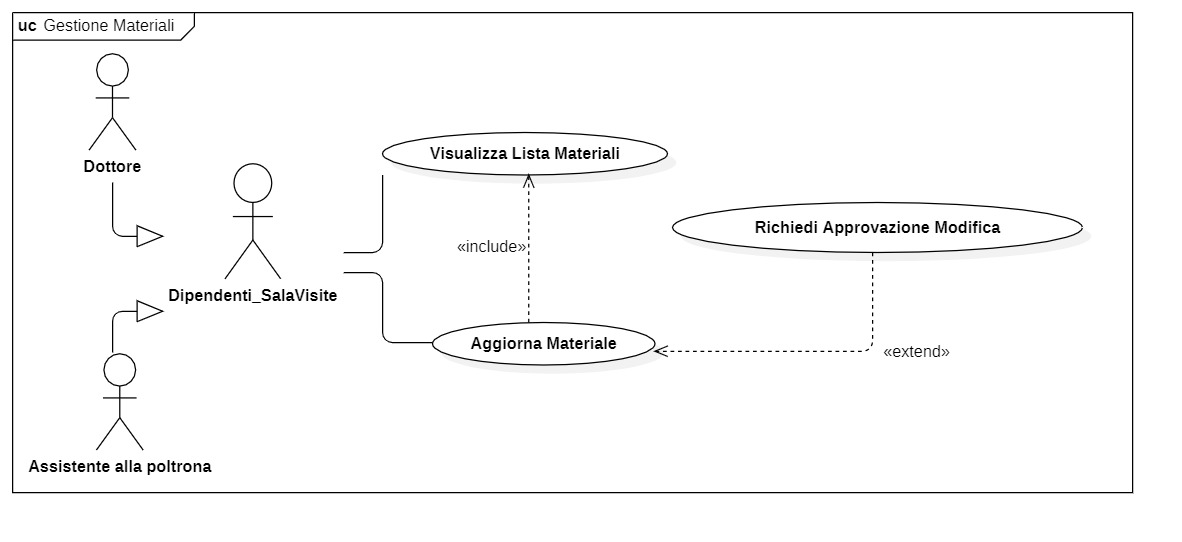 uc Gestione Materiali
Dottore
Visualizza Lista Materiali
Richiedi Approvazione Modifica
«include»
Dipendenti_SalaVisite
Aggiorna Materiale
«extend»
Assistente alla poltrona